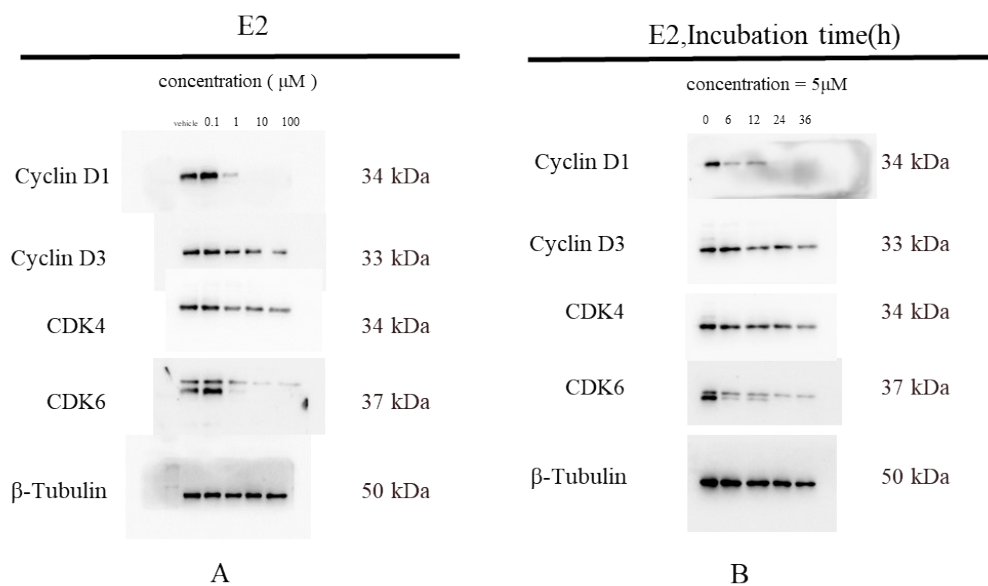 E2
concentration ( μM )
vehicle 0.1 1 10 100
Cyclin D1 34 kDa
Cyclin D3 33 kDa
CDK4 34 kDa
CDK6 37 kDa
β-Tubulin 50 kDa
A
E2,Incubation time(h)
concentration = 5μM
0 6 12 24 36
Cyclin D1 34 kDa
Cyclin D3 33 kDa
CDK4 34 kDa
CDK6 37 kDa
β-Tubulin 50 kDa
B